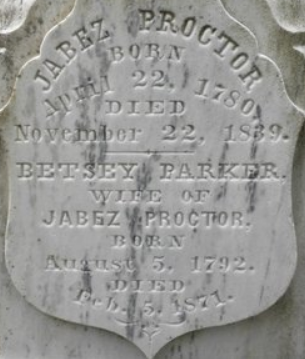 JABEZ PROCTOR
BORN
April 22, 1780.
DIED
November 22, 1839.
BETSEY PARKER,
WIFE OF
JABEZ PROCTOR.
BORN
August 5, 1792.
DIED
Feb. 5, 1871.